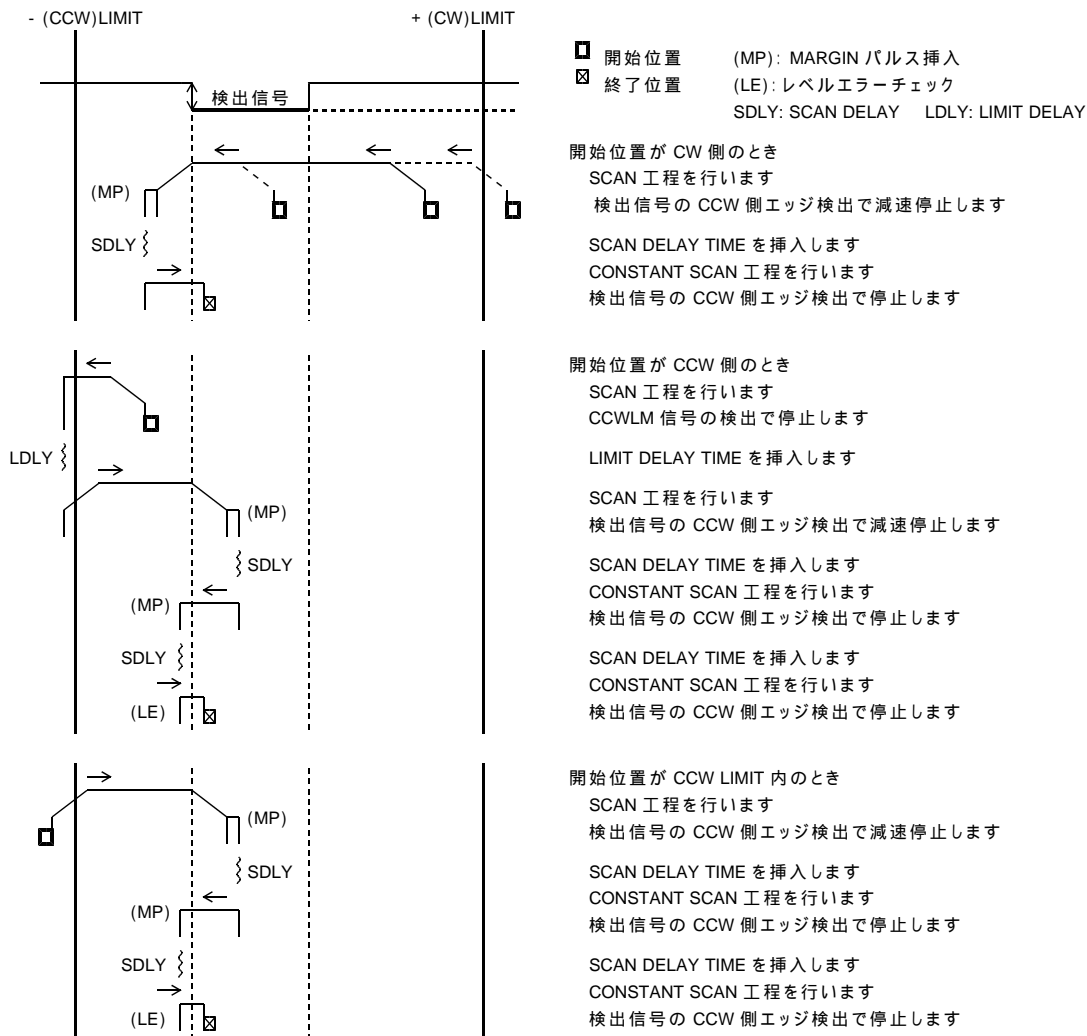 - (CCW)LIMIT
+ (CW)LIMIT
検出信号
開始位置 (MP): MARGIN パルス挿入
終了位置 (LE): レベルエラーチェック
SDLY: SCAN DELAY LDLY: LIMIT DELAY
(MP)
SDLY
開始位置が CW 側のとき
SCAN 工程を行います
検出信号の CCW 側エッジ検出で減速停止します
SCAN DELAY TIME を挿入します
CONSTANT SCAN 工程を行います
検出信号の CCW 側エッジ検出で停止します
LDLY
(MP)
SDLY
(MP)
SDLY
(LE)
開始位置が CCW 側のとき
SCAN 工程を行います
CCWLM 信号の検出で停止します
LIMIT DELAY TIME を挿入します
SCAN 工程を行います
検出信号の CCW 側エッジ検出で減速停止します
SCAN DELAY TIME を挿入します
CONSTANT SCAN 工程を行います
検出信号の CCW 側エッジ検出で停止します
SCAN DELAY TIME を挿入します
CONSTANT SCAN 工程を行います
検出信号の CCW 側エッジ検出で停止します
(MP)
SDLY
(MP)
SDLY
(LE)
開始位置が CCW LIMIT 内のとき
SCAN 工程を行います
検出信号の CCW 側エッジ検出で減速停止します
SCAN DELAY TIME を挿入します
CONSTANT SCAN 工程を行います
検出信号の CCW 側エッジ検出で停止します
SCAN DELAY TIME を挿入します
CONSTANT SCAN 工程を行います
検出信号の CCW 側エッジ検出で停止します